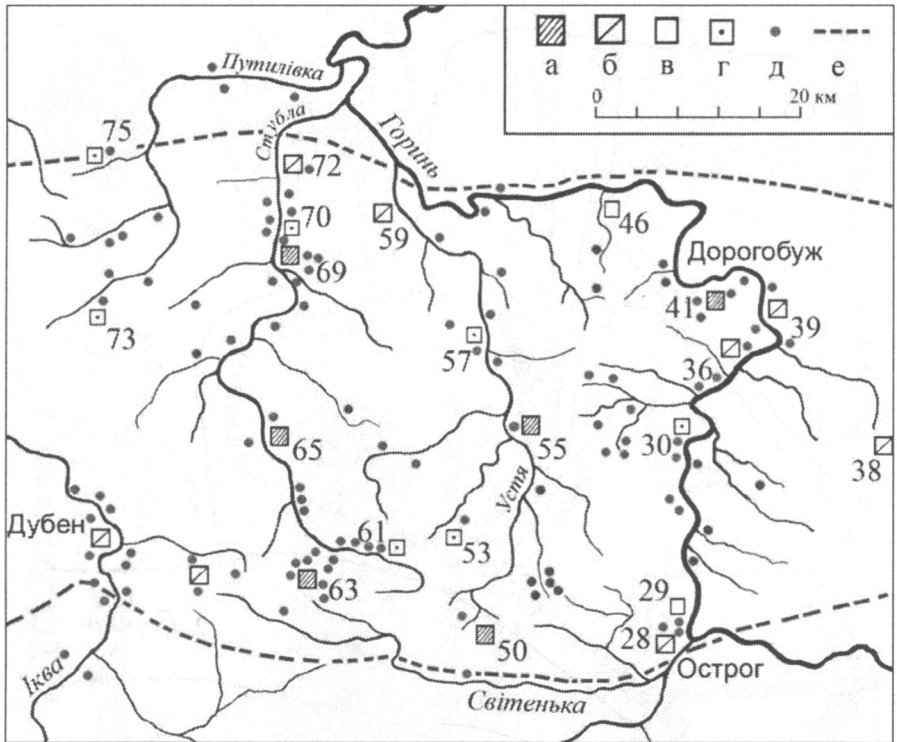 а б в г д е
0 20 км
Путилівка
Стубла
Горинь
75
72
70
59
46
69
Дорогобуж
41
39
73
57
36
65
55
30
38
Устя
Дубен
61
53
63
29
50
28
Острог
Іква
Світенька